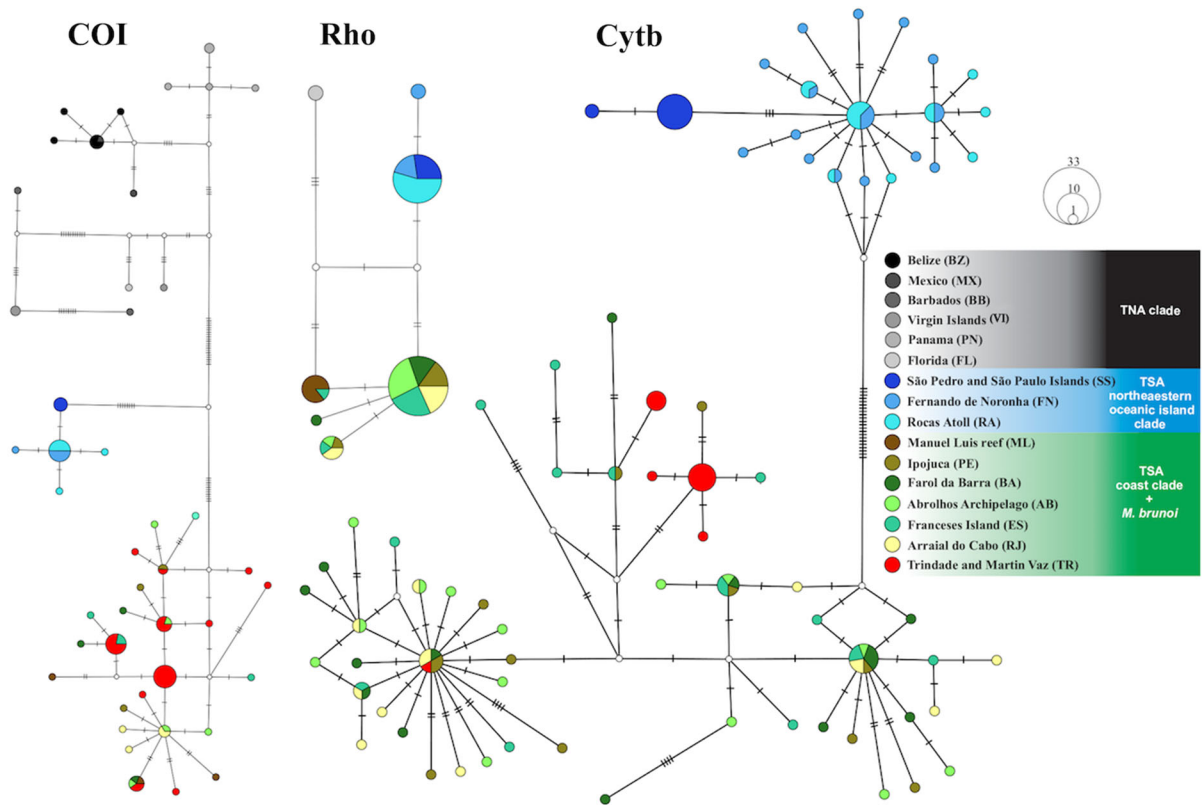 COI
Rho
Cytb
33
10
1
Belize (BZ)
Mexico (MX)
Barbados (BB)
Virgin Islands (VI)
Panama (PN)
Florida (FL)
TNA clade
São Pedro and São Paulo Islands (SS)
Fernando de Noronha (FN)
Rocas Atoll (RA)
TSA
northeaestern
oceanic island
clade
Manuel Luis reef (ML)
Ipojuca (PE)
Farol da Barra (BA)
Abrolhos Archipelago (AB)
Franceses Island (ES)
Arraial do Cabo (RJ)
Trindade and Martin Vaz (TR)
TSA
coast clade
+
M. brunoi